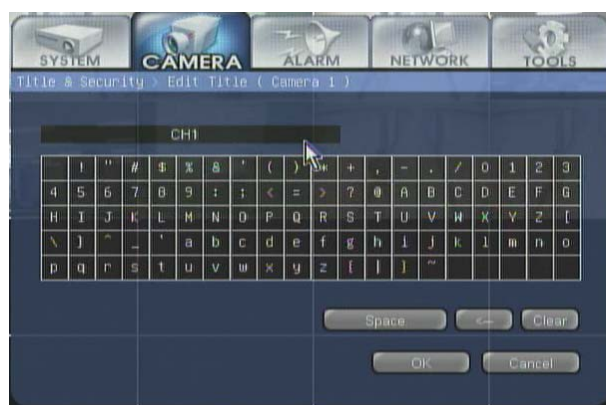 SYSTEM CAMERA ALARM NETWORK TOOLS
Title & Security > Edit Title ( Camera 1 )
CH1
! " # $ % & ' ( ) * + , - . / 0 1 2 3
4 5 6 7 8 9 : ; < = > ? @ A B C D E F G
H I J K L M N O P Q R S T U V W X Y Z [
\ ] ^ _ ` a b c d e f g h i j k l m n o
p q r s t u v w x y z { | } ~
Space <— Clear
OK Cancel